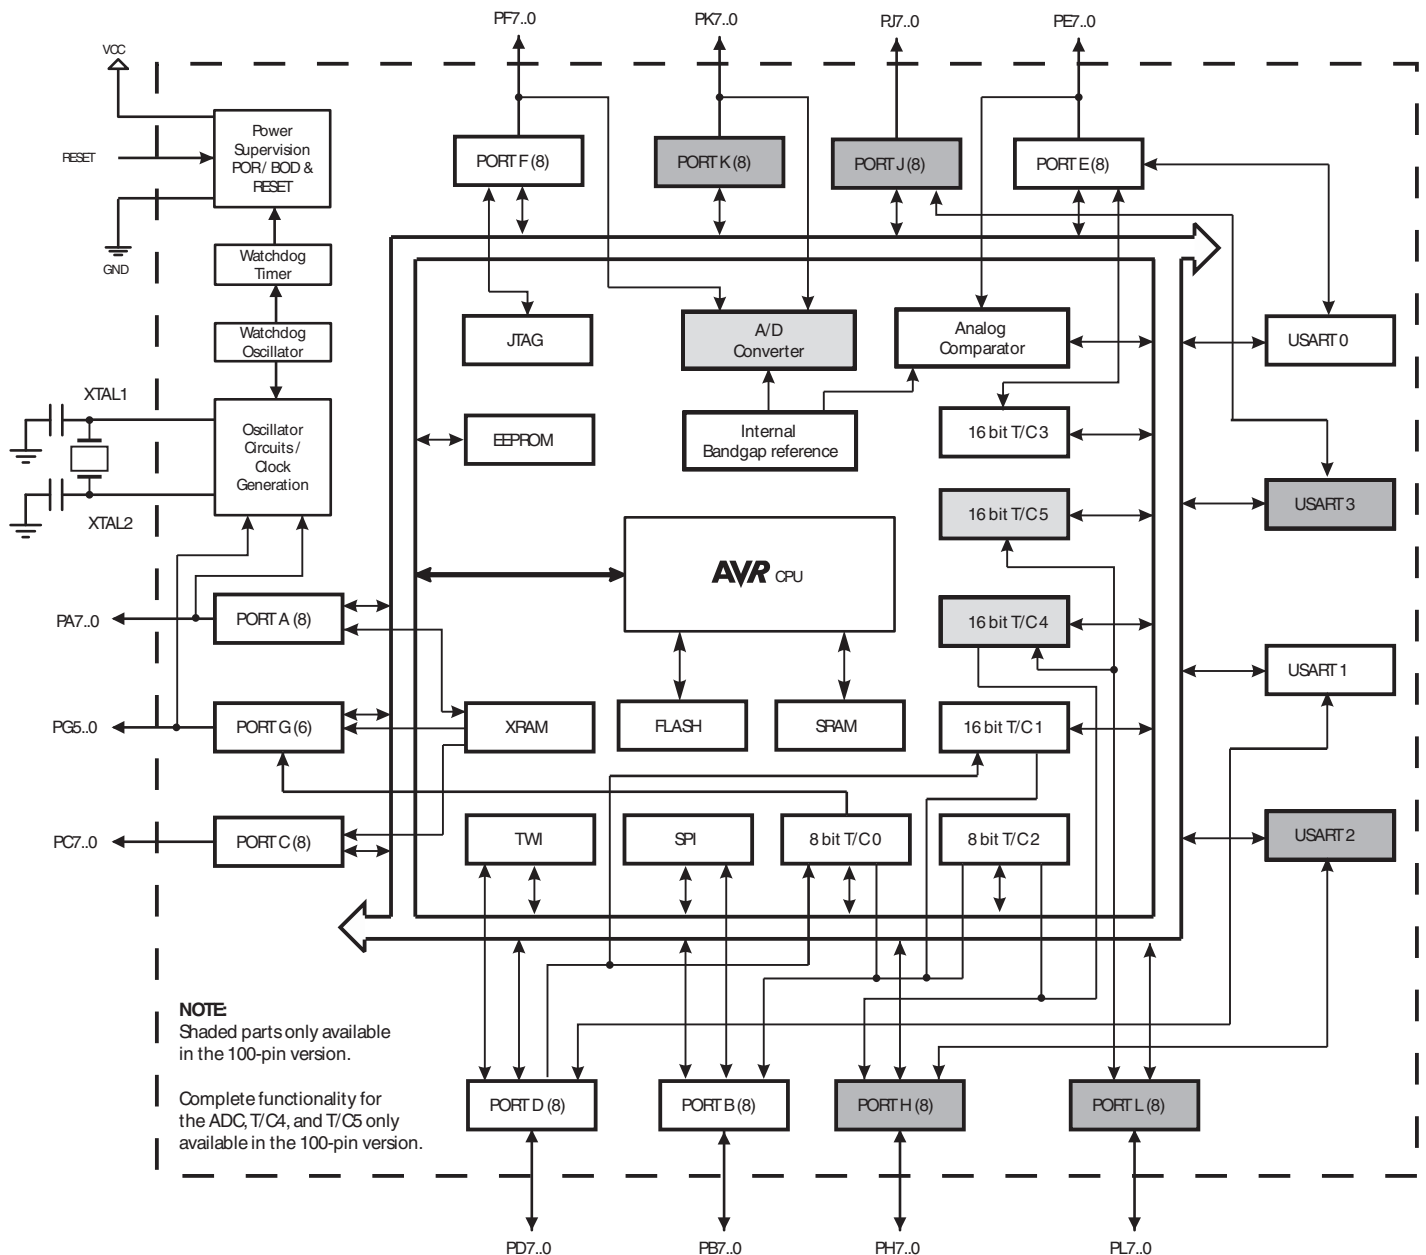 PF7..0
PK7..0
PJ7..0
PE7..0
VCC
RESET
GND
Power
Supervision
POR / BOD &
RESET
PORT F (8)
PORT K (8)
PORT J (8)
PORT E (8)
Watchdog
Timer
Watchdog
Oscillator
JTAG
A/D
Converter
Analog
Comparator
USART 0
XTAL1
Oscillator
Circuits /
Clock
Generation
XTAL2
EEPROM
Internal
Bandgap reference
16 bit T/C 3
USART 3
16 bit T/C 5
AVR CPU
PA7..0
PORT A (8)
16 bit T/C 4
USART 1
PG5..0
PORT G (6)
XRAM
FLASH
SRAM
16 bit T/C 1
PC7..0
PORT C (8)
TWI
SPI
8 bit T/C 0
8 bit T/C 2
USART 2
NOTE:
Shaded parts only available
in the 100-pin version.
Complete functionality for
the ADC, T/C4, and T/C5 only
available in the 100-pin version.
PORT D (8)
PORT B (8)
PORT H (8)
PORT L (8)
PD7..0
PB7..0
PH7..0
PL7..0